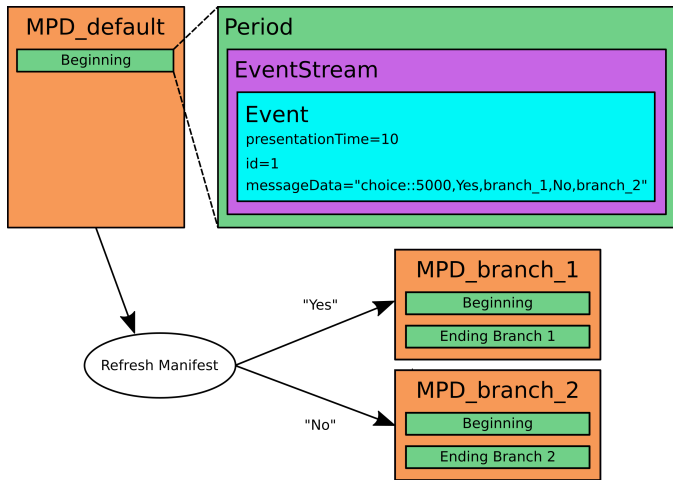 MPD_default
Beginning
Period
EventStream
Event
presentationTime=10
id=1
messageData="choice::5000,Yes,branch_1,No,branch_2"
Refresh Manifest
"Yes"
"No"
MPD_branch_1
Beginning
Ending Branch 1
MPD_branch_2
Beginning
Ending Branch 2